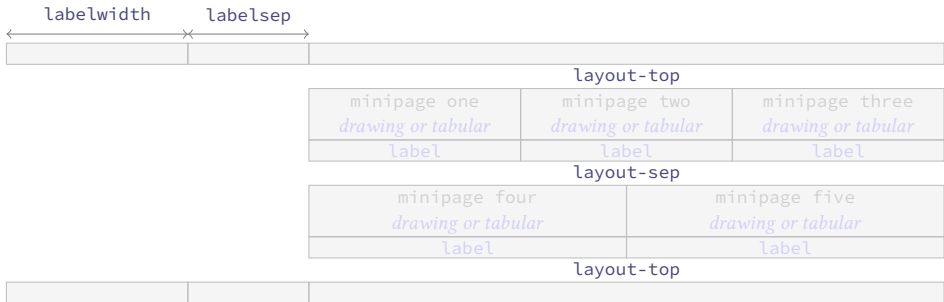 labelwidth labelsep
layout-top
minipage one minipage two minipage three
drawing or tabular drawing or tabular drawing or tabular
label label label
layout-sep
minipage four minipage five
drawing or tabular drawing or tabular
label label
layout-top